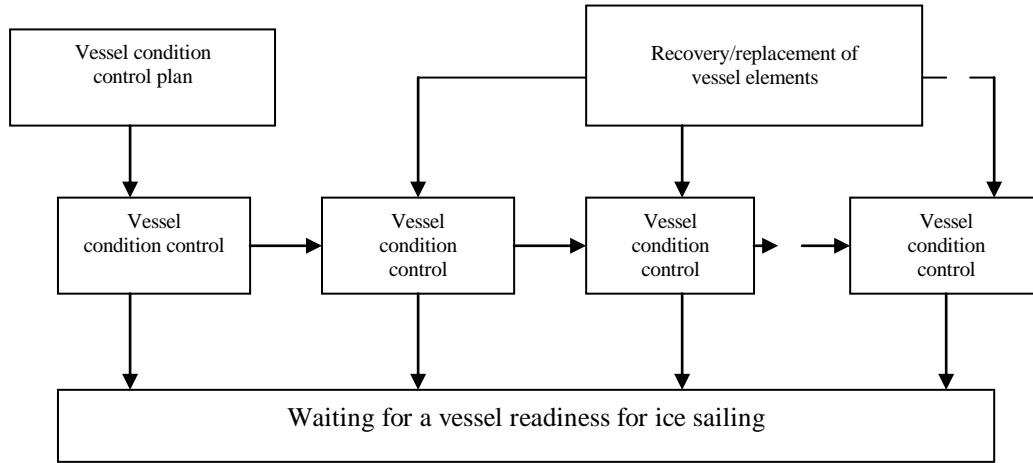 Vessel condition
control plan
Recovery/replacement of
vessel elements
Vessel
condition control
Vessel
condition
control
Vessel
condition
control
Vessel
condition
control
Waiting for a vessel readiness for ice sailing